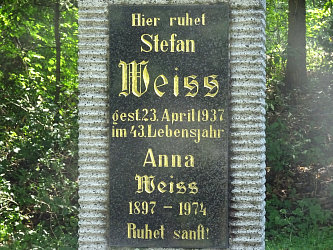 Hier ruhet
Stefan
Weiss
gest. 23. April 1937
im 43. Lebensjahr
Anna
Weiss
1897 - 1974
Ruhet sanft!